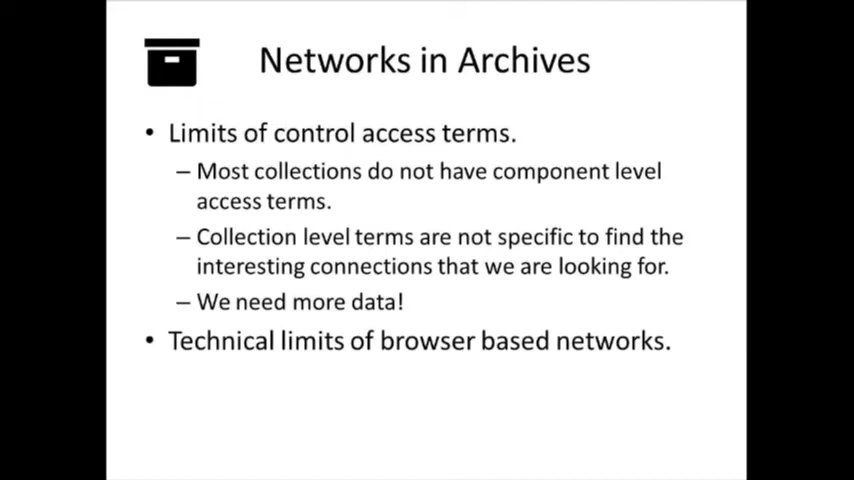 Networks in Archives
• Limits of control access terms.
– Most collections do not have component level
access terms.
– Collection level terms are not specific to find the
interesting connections that we are looking for.
– We need more data!
• Technical limits of browser based networks.